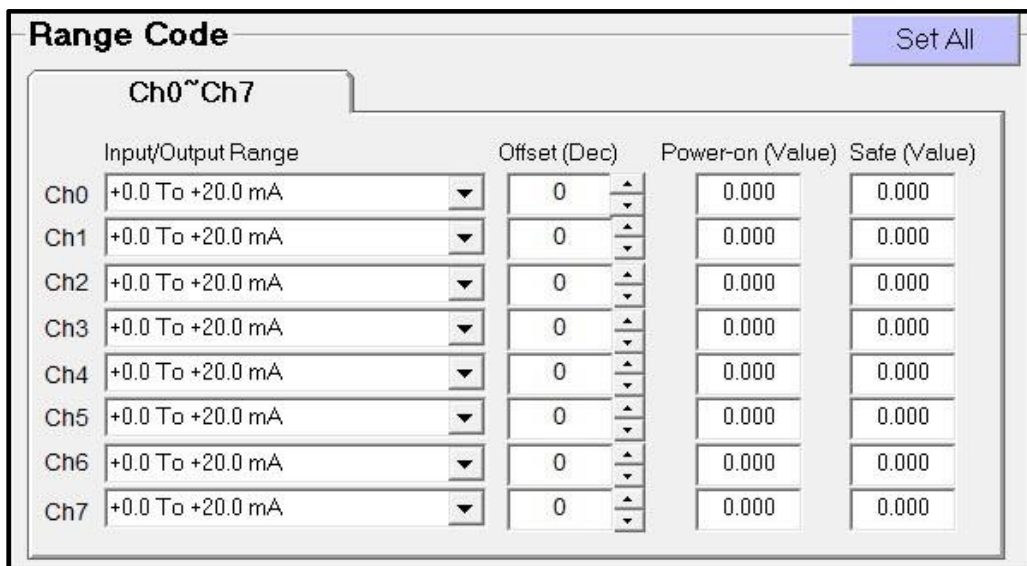 Range Code
Set All
Ch0~Ch7
Input/Output Range Offset (Dec) Power-on (Value) Safe (Value)
Ch0 +0.0 To +20.0 mA 0 0.000 0.000
Ch1 +0.0 To +20.0 mA 0 0.000 0.000
Ch2 +0.0 To +20.0 mA 0 0.000 0.000
Ch3 +0.0 To +20.0 mA 0 0.000 0.000
Ch4 +0.0 To +20.0 mA 0 0.000 0.000
Ch5 +0.0 To +20.0 mA 0 0.000 0.000
Ch6 +0.0 To +20.0 mA 0 0.000 0.000
Ch7 +0.0 To +20.0 mA 0 0.000 0.000